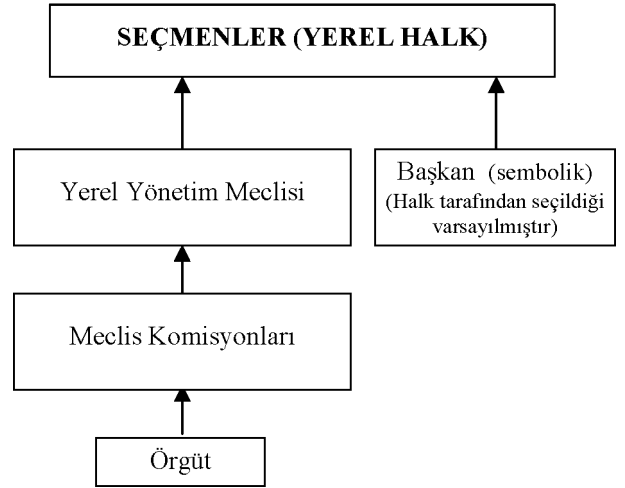 SEÇMENLER (YEREL HALK)
Yerel Yönetim Meclisi
Başkan (sembolik)
(Halk tarafından seçildiği
varsayılmıştır)
Meclis Komisyonları
Örgüt